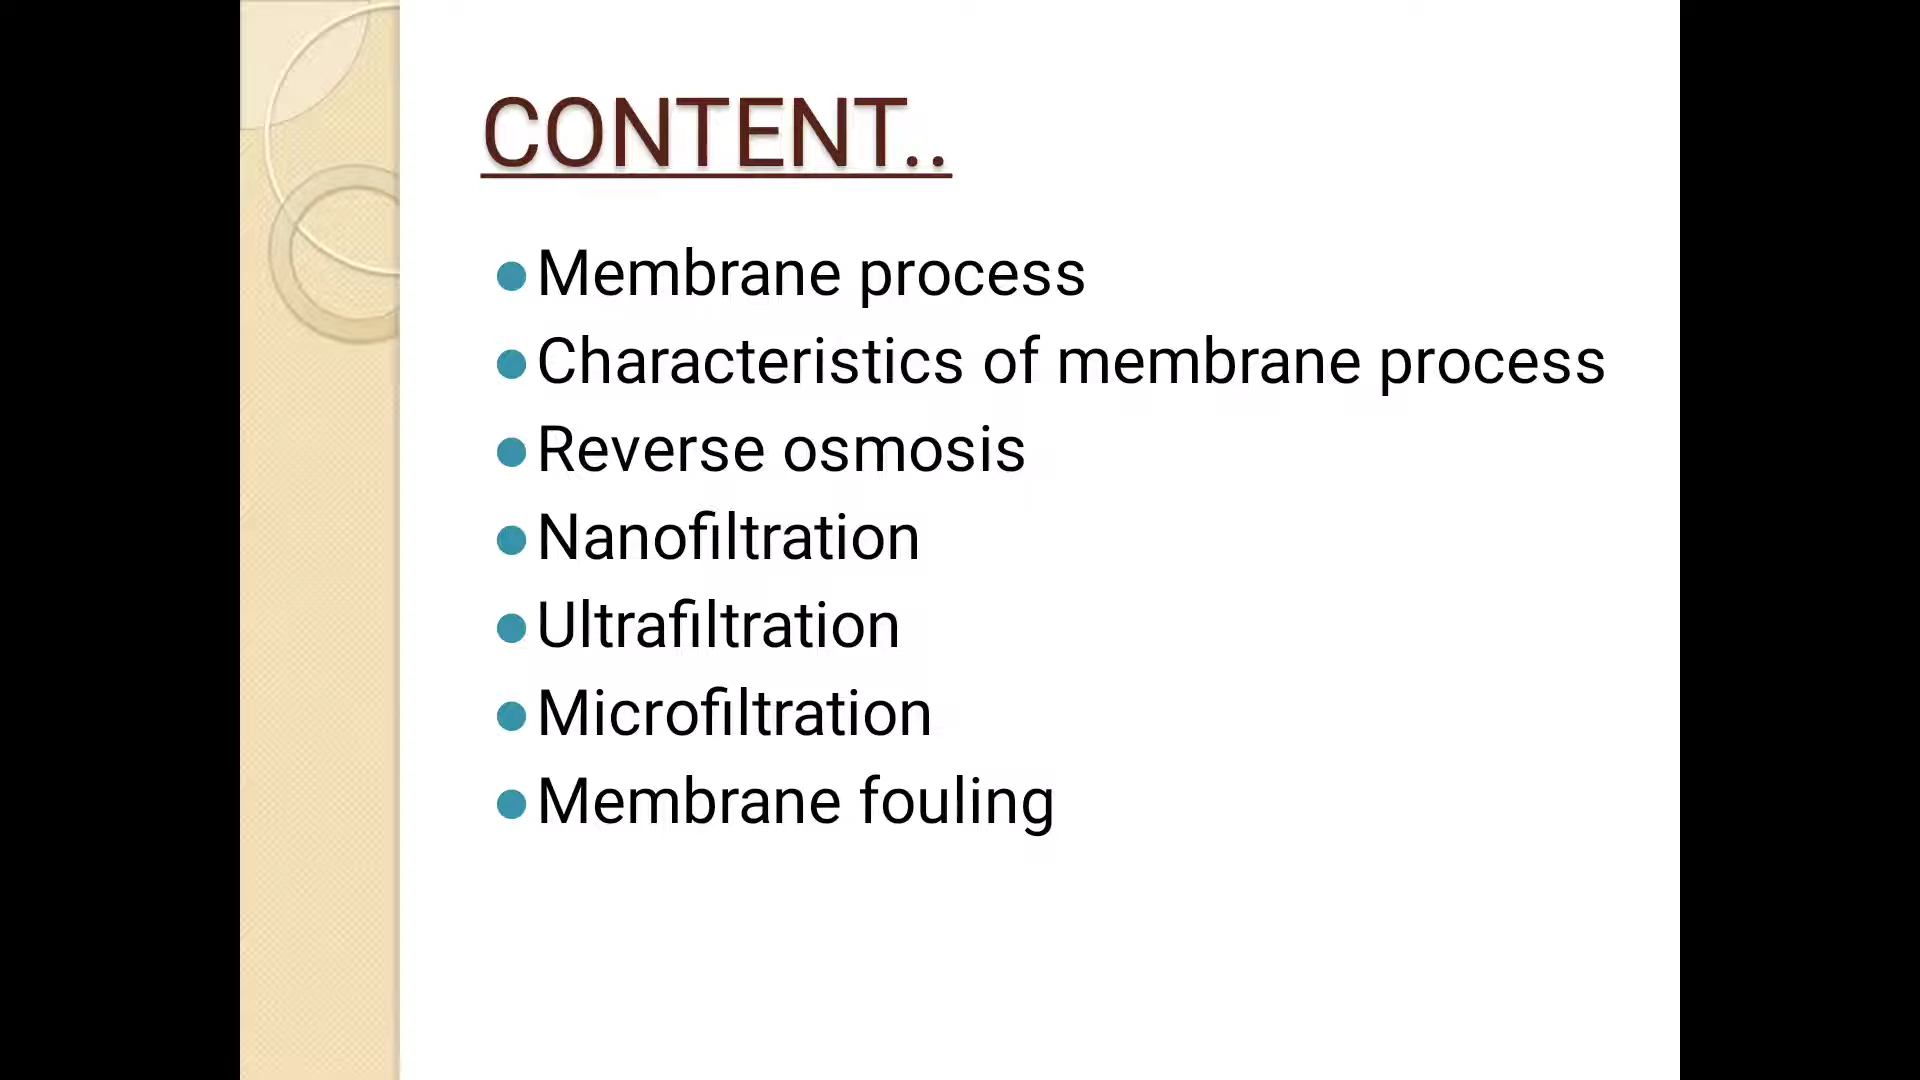 CONTENT..
●Membrane process
●Characteristics of membrane process
●Reverse osmosis
●Nanofiltration
●Ultrafiltration
●Microfiltration
●Membrane fouling